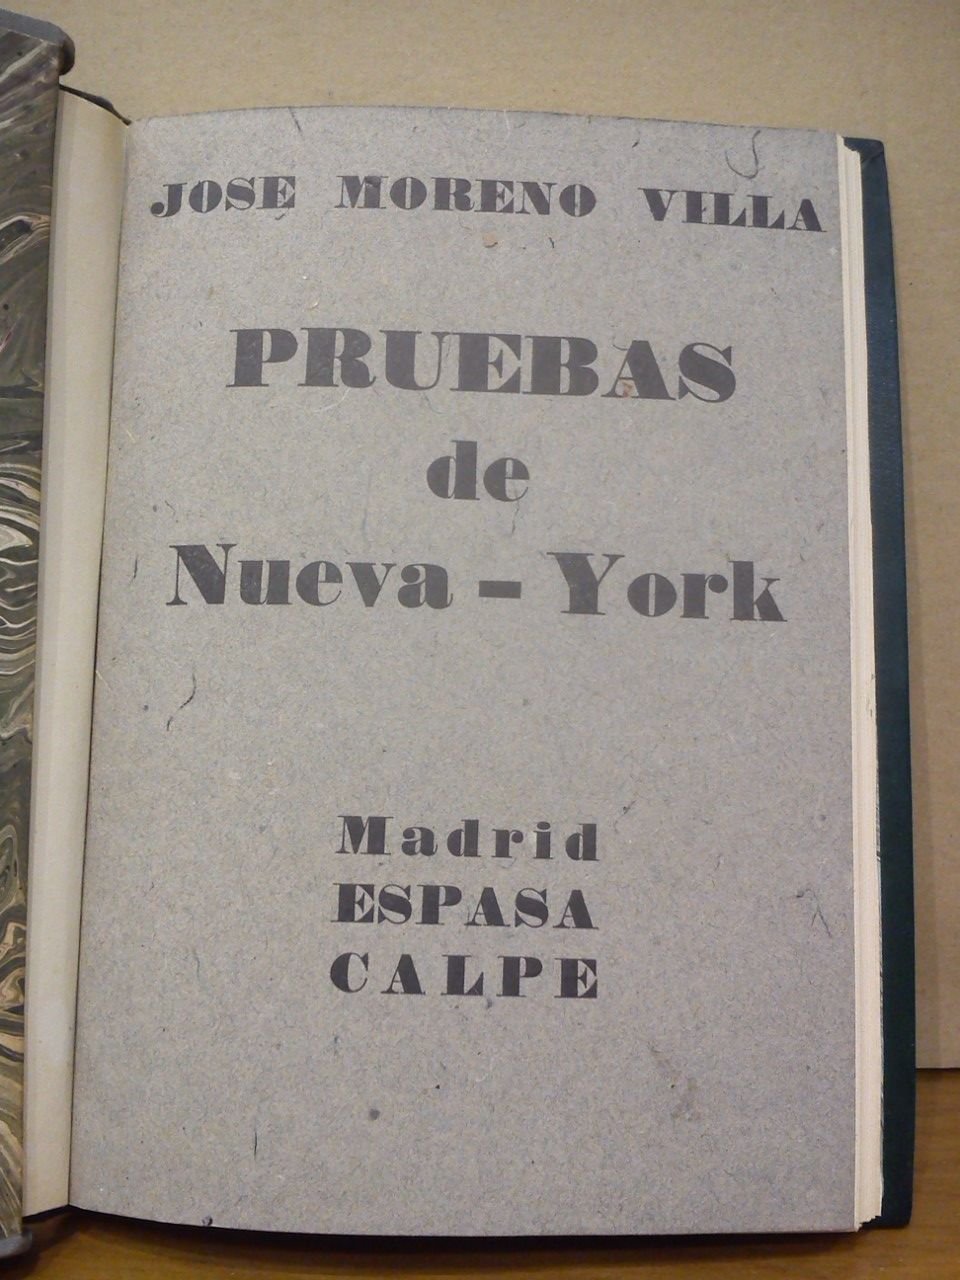 JOSE MORENO VILLA
PRUEBAS
de
Nueva - York
Madrid
ESPASA
CALPE